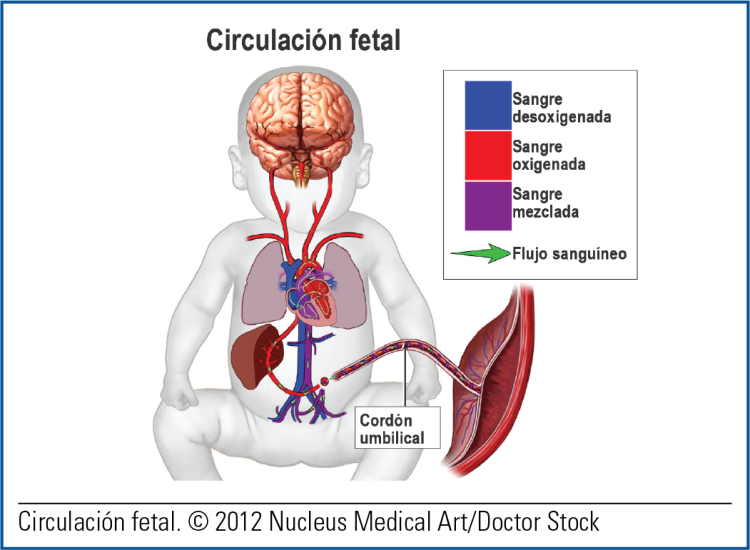 Circulación fetal
Sangre
desoxigenada
Sangre
oxigenada
Sangre
mezclada
Flujo sanguíneo
Cordón
umbilical
Circulación fetal. © 2012 Nucleus Medical Art/Doctor Stock